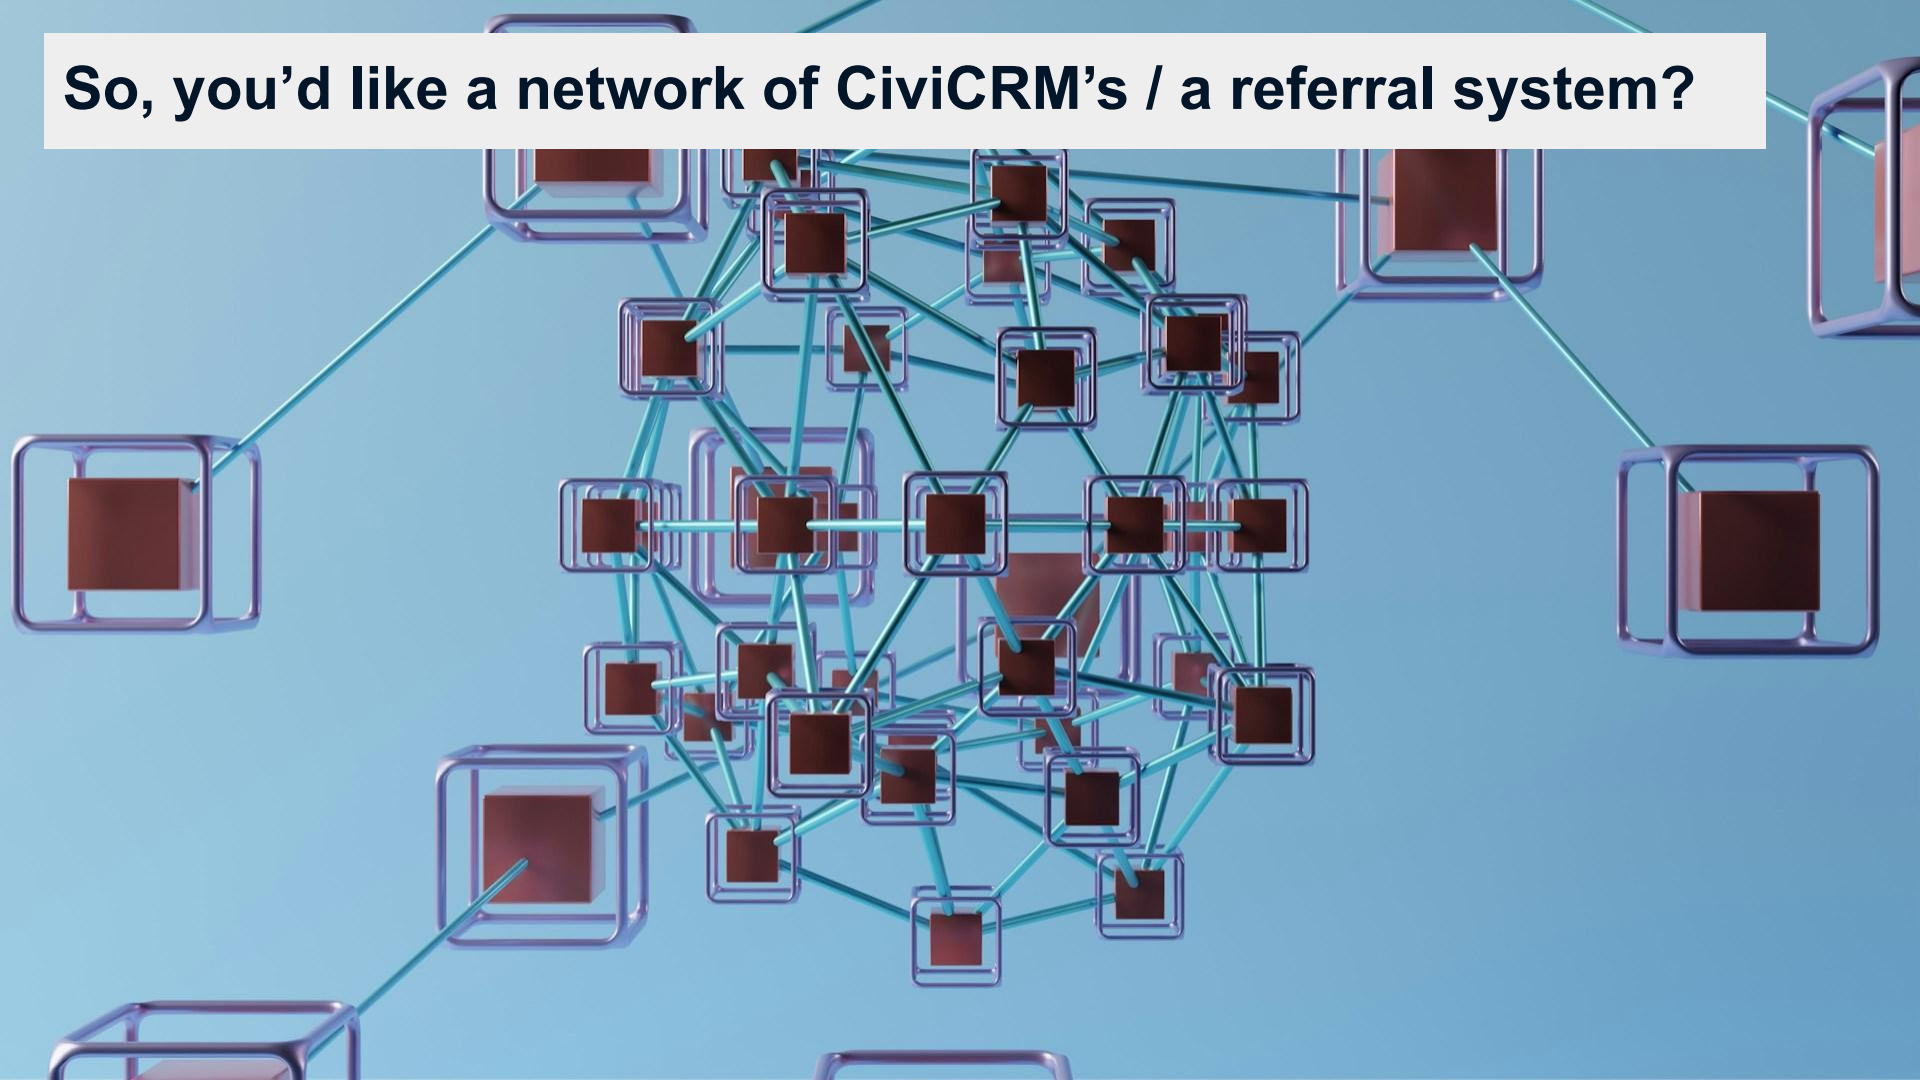 So, you’d like a network of CiviCRM’s / a referral system?